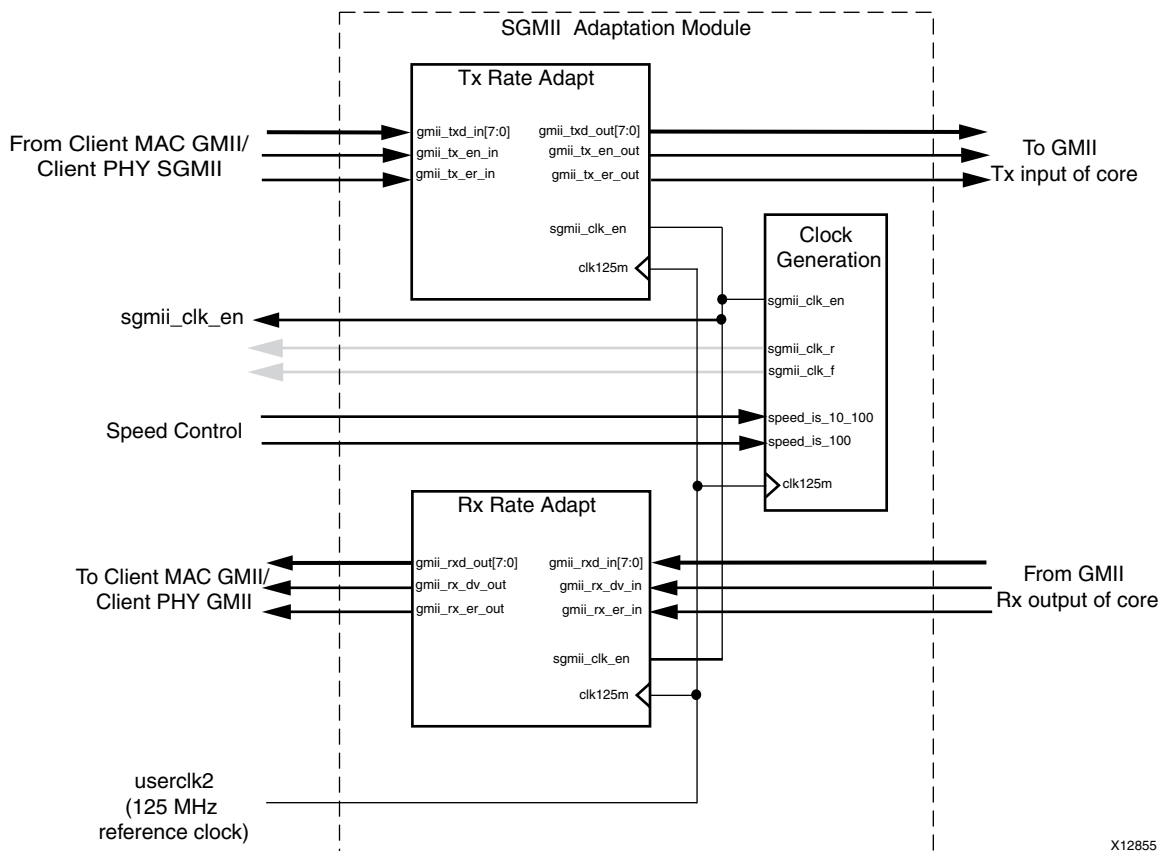 SGMII Adaptation Module
Tx Rate Adapt
From Client MAC GMII/
Client PHY SGMII
gmii_txd_in[7:0]
gmii_tx_en_in
gmii_tx_er_in
gmii_txd_out[7:0]
gmii_tx_en_out
gmii_tx_er_out
sgmii_clk_en
clk125m
To GMII
Tx input of core
Clock
Generation
sgmii_clk_en
sgmii_clk_r
sgmii_clk_f
speed_is_10_100
speed_is_100
clk125m
sgmii_clk_en
Speed Control
Rx Rate Adapt
To Client MAC GMII/
Client PHY GMII
gmii_rxd_out[7:0]
gmii_rx_dv_out
gmii_rx_er_out
gmii_rxd_in[7:0]
gmii_rx_dv_in
gmii_rx_er_in
sgmii_clk_en
clk125m
From GMII
Rx output of core
userclk2
(125 MHz
reference clock)
X12855